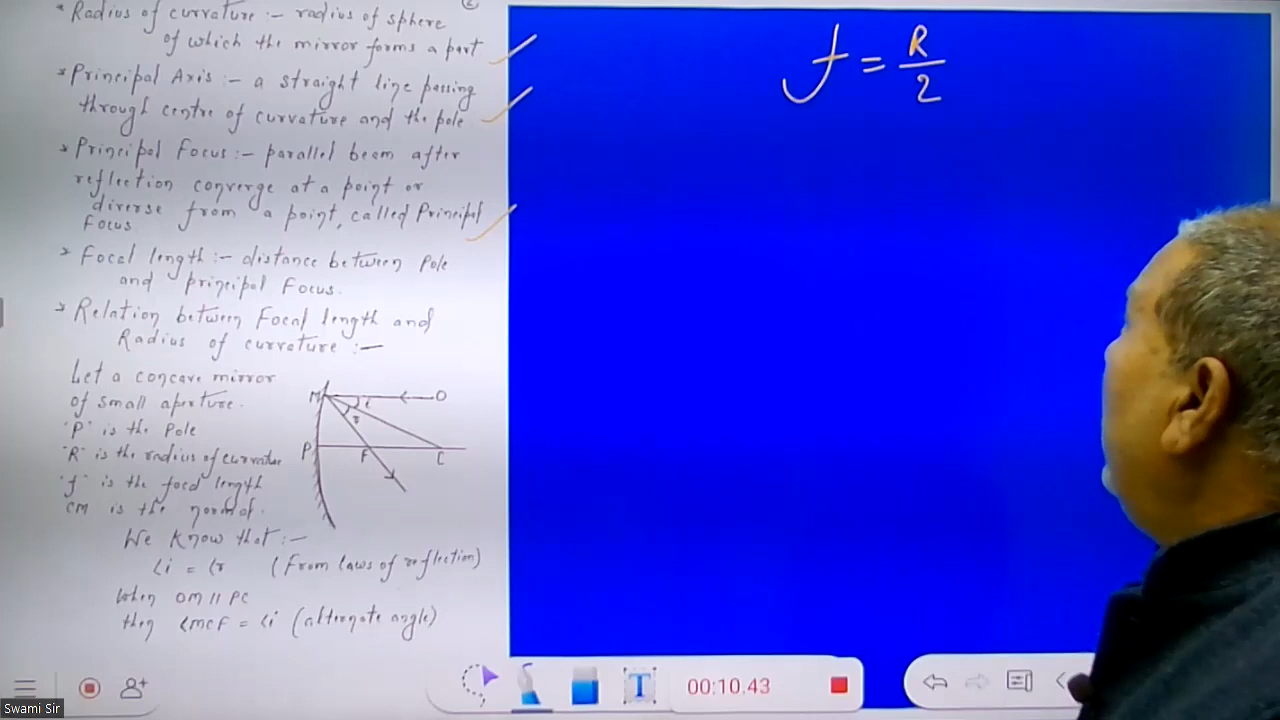 * Radius of curvature :- radius of sphere
of which the mirror forms a part
* Principal Axis :- a straight line passing
through centre of curvature and the pole
* Principal Focus :- parallel beam after
reflection converge at a point or
diverse from a point, called Principal
Focus.
* Focal length :- distance between Pole
and principal Focus.
* Relation between Focal length and
Radius of curvature :-
Let a concave mirror
of small aperture.
"P" is the Pole
"R" is the radius of curvature
"f" is the focal length
CM is the normal.
M i O
r
P F C
We know that :-
∠i = ∠r (From laws of reflection)
When OM || PC
then ∠MCF = ∠i (alternate angle)
f = R/2
T
00:10.43
Swami Sir